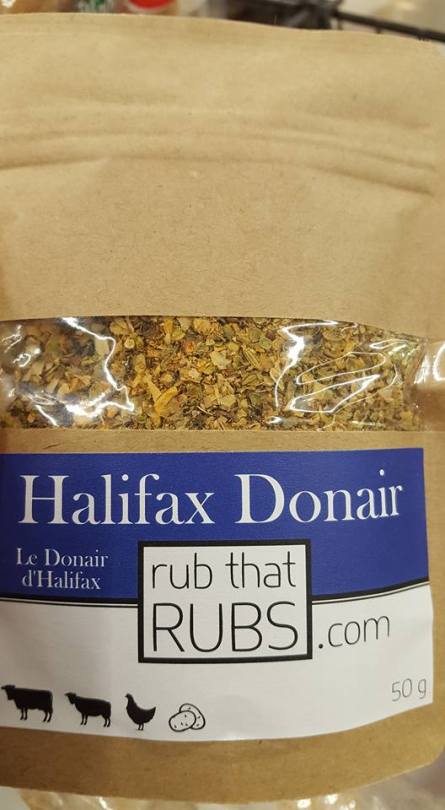 Halifax Donair
Le Donair
d'Halifax
rub that
RUBS.com
50 g